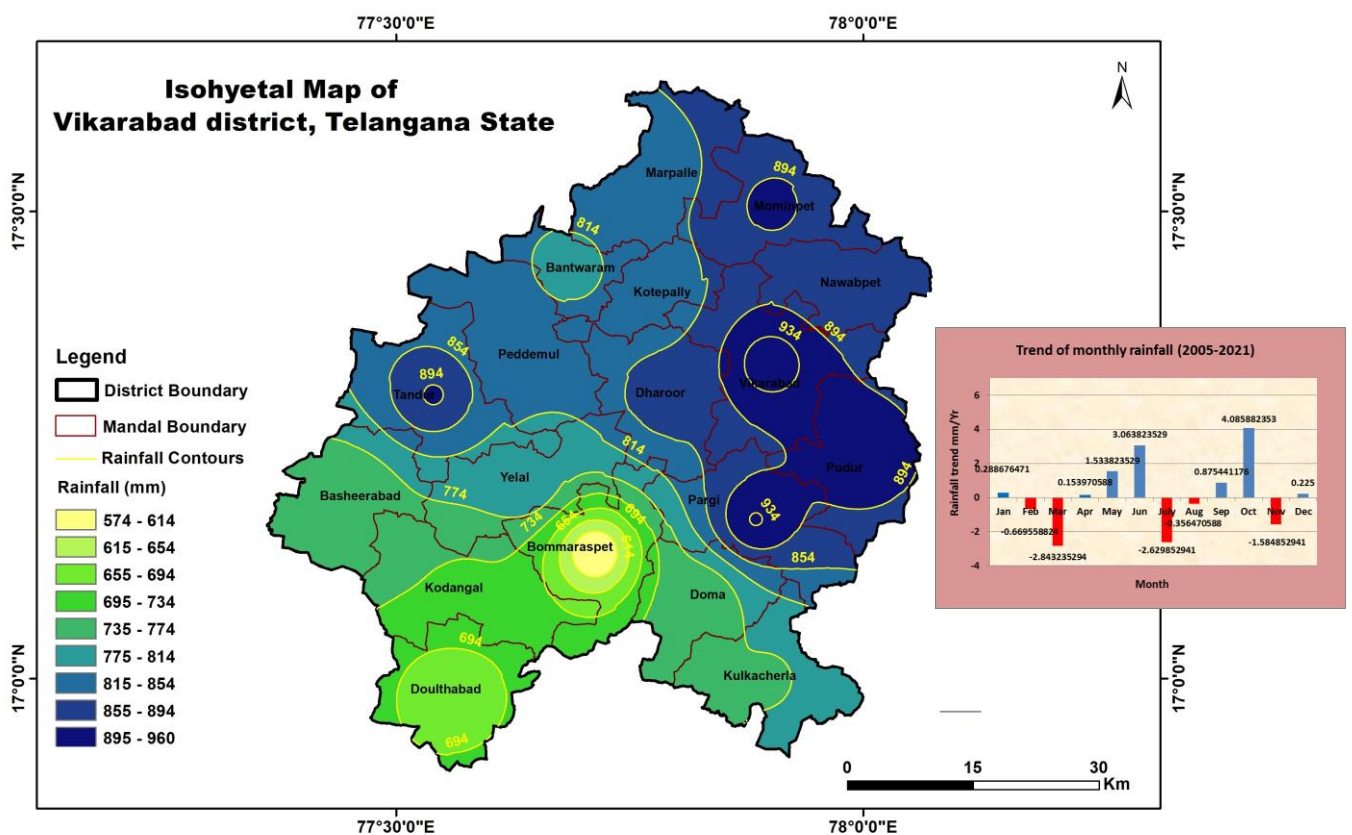 77°30'0"E
78°0'0"E
Isohyetal Map of
Vikarabad district, Telangana State
N
17°30'0"N
17°30'0"N
Marpalle
894
Mominpet
814
Bantwaram
Nawabpet
Kotepally
934
894
854
Peddemul
Vikarabad
894
Tandur
Dharoor
Legend
District Boundary
Mandal Boundary
Rainfall Contours
Rainfall (mm)
574 - 614
615 - 654
655 - 694
695 - 734
735 - 774
775 - 814
815 - 854
855 - 894
895 - 960
814
Pudur
894
Yelal
774
Basheerabad
Pargi
934
734
654
694
614
Bommaraspet
854
Kodangal
Doma
694
Kulkacherla
Doulthabad
694
17°0'0"N
17°0'0"N
0 15 30
Km
77°30'0"E
78°0'0"E
Trend of monthly rainfall (2005-2021)
Rainfall trend mm/Yr
6
4
2
0
-2
-4
0.288676471
-0.669558824
-2.843235294
0.153970588
1.533823529
3.063823529
-2.629852941
-0.356470588
0.875441176
4.085882353
-1.584852941
0.225
Jan Feb Mar Apr May Jun July Aug Sep Oct Nov Dec
Month